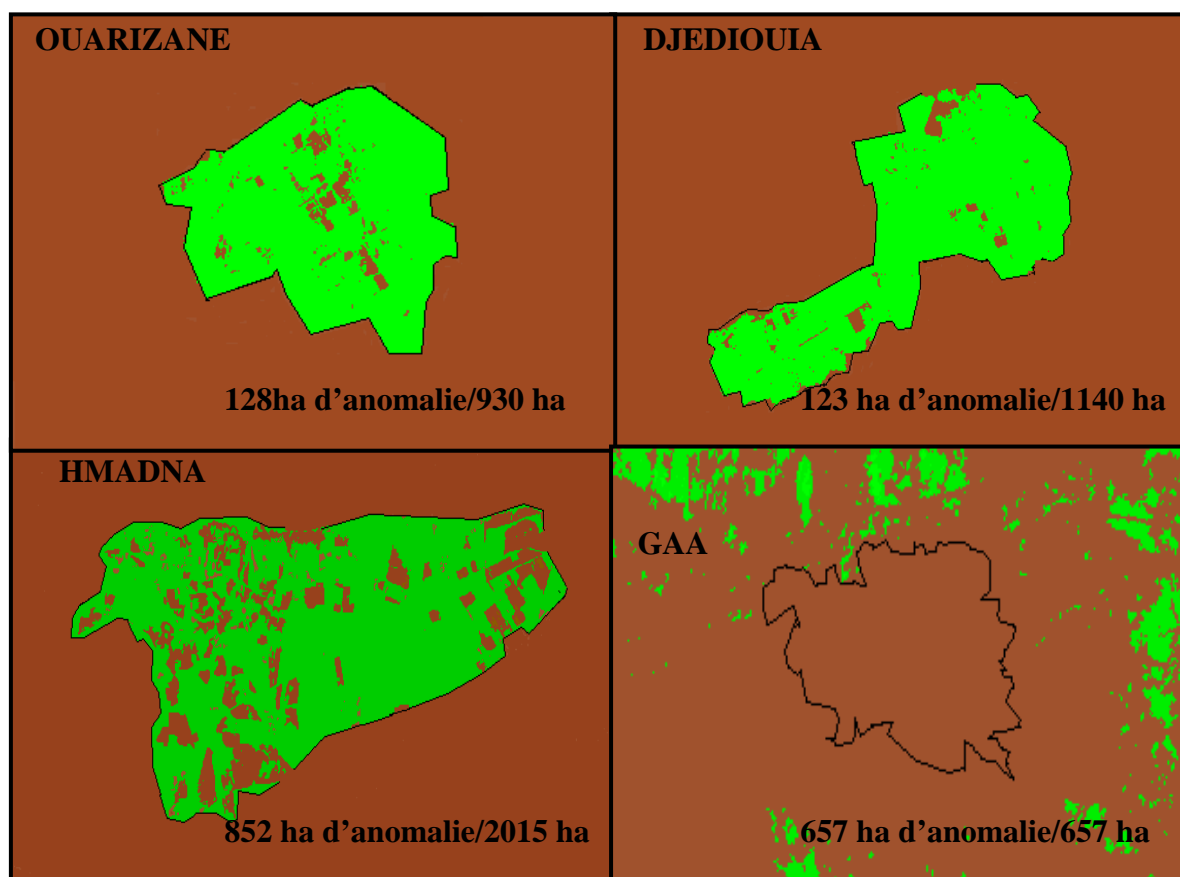 OUARIZANE
128ha d'anomalie/930 ha
DJEDIOUIA
123 ha d'anomalie/1140 ha
HMADNA
852 ha d'anomalie/2015 ha
GAA
657 ha d'anomalie/657 ha